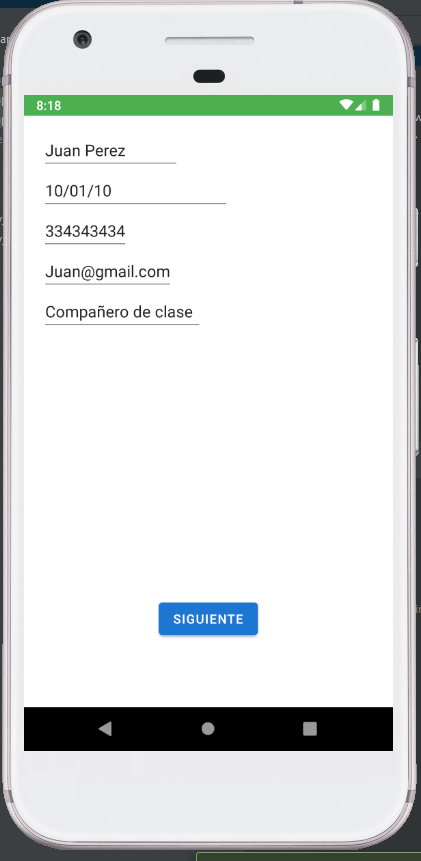 8:18
Juan Perez
10/01/10
334343434
Juan@gmail.com
Compañero de clase
SIGUIENTE